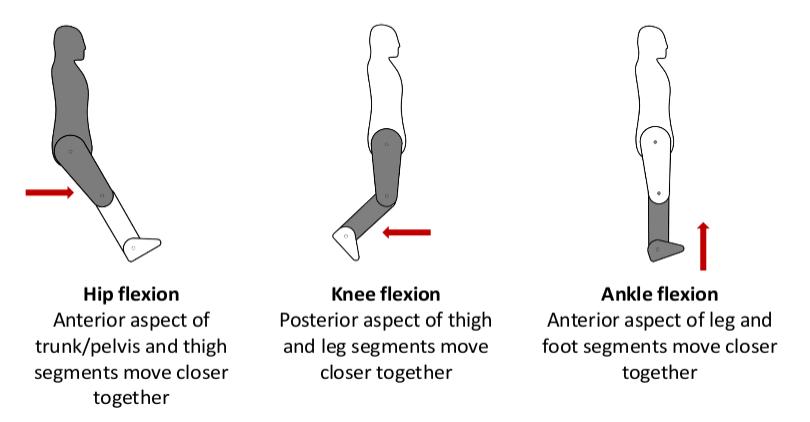 Hip flexion
Anterior aspect of
trunk/pelvis and thigh
segments move closer
together
Knee flexion
Posterior aspect of thigh
and leg segments move
closer together
Ankle flexion
Anterior aspect of leg and
foot segments move closer
together